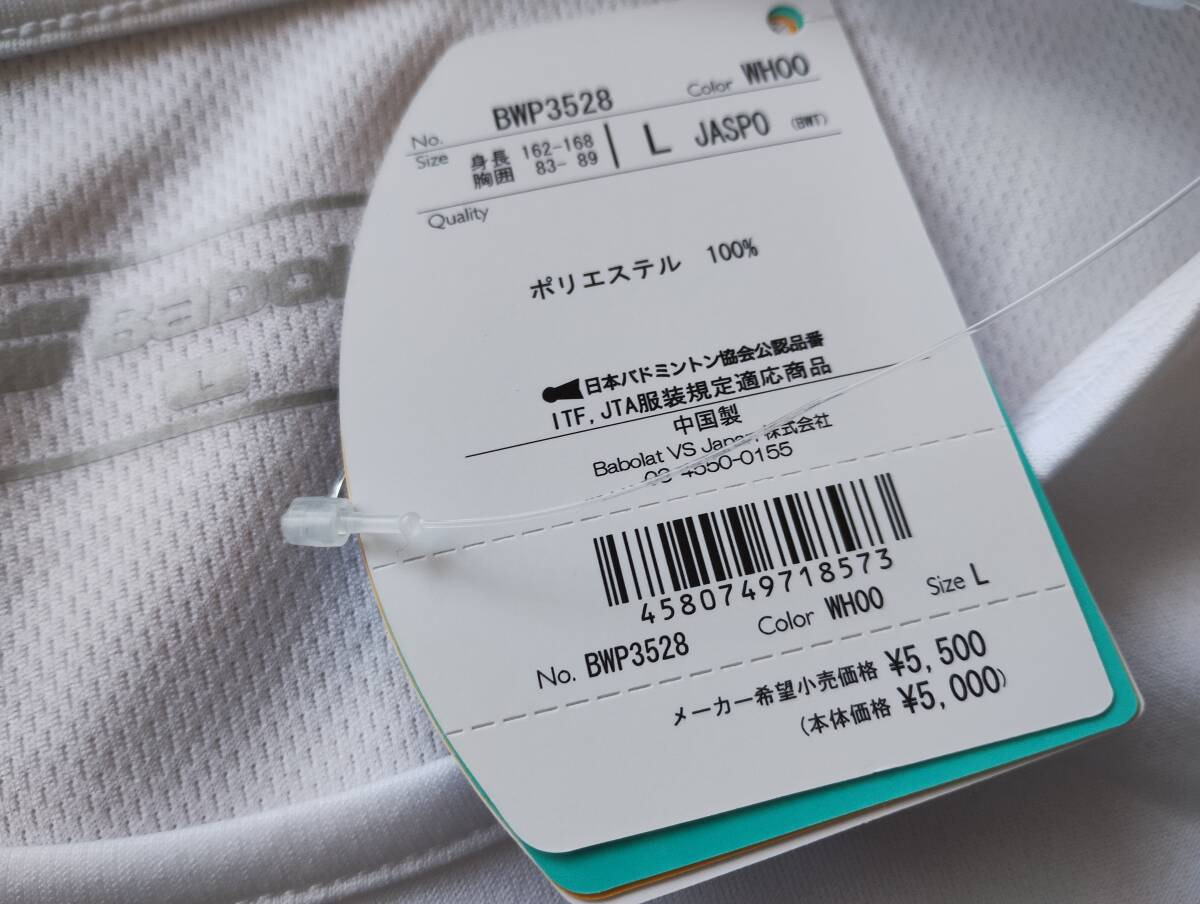 No. BWP3528 Color WH00
Size 身長 162-168 L JASPO (BWT)
胸囲 83- 89
Quality
ポリエステル 100%
日本バドミントン協会公認品番
ITF, JTA服装規定適応商品
中国製
Babolat VS Japan 株式会社
03-4550-0155
4580749718573
No. BWP3528 Color WH00 Size L
メーカー希望小売価格 ¥5,500
(本体価格 ¥5,000)
Babol
L